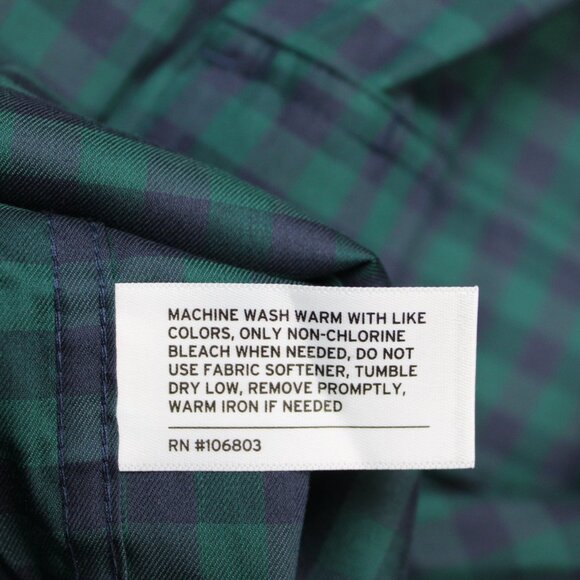 MACHINE WASH WARM WITH LIKE
COLORS, ONLY NON-CHLORINE
BLEACH WHEN NEEDED, DO NOT
USE FABRIC SOFTENER, TUMBLE
DRY LOW, REMOVE PROMPTLY,
WARM IRON IF NEEDED
RN #106803